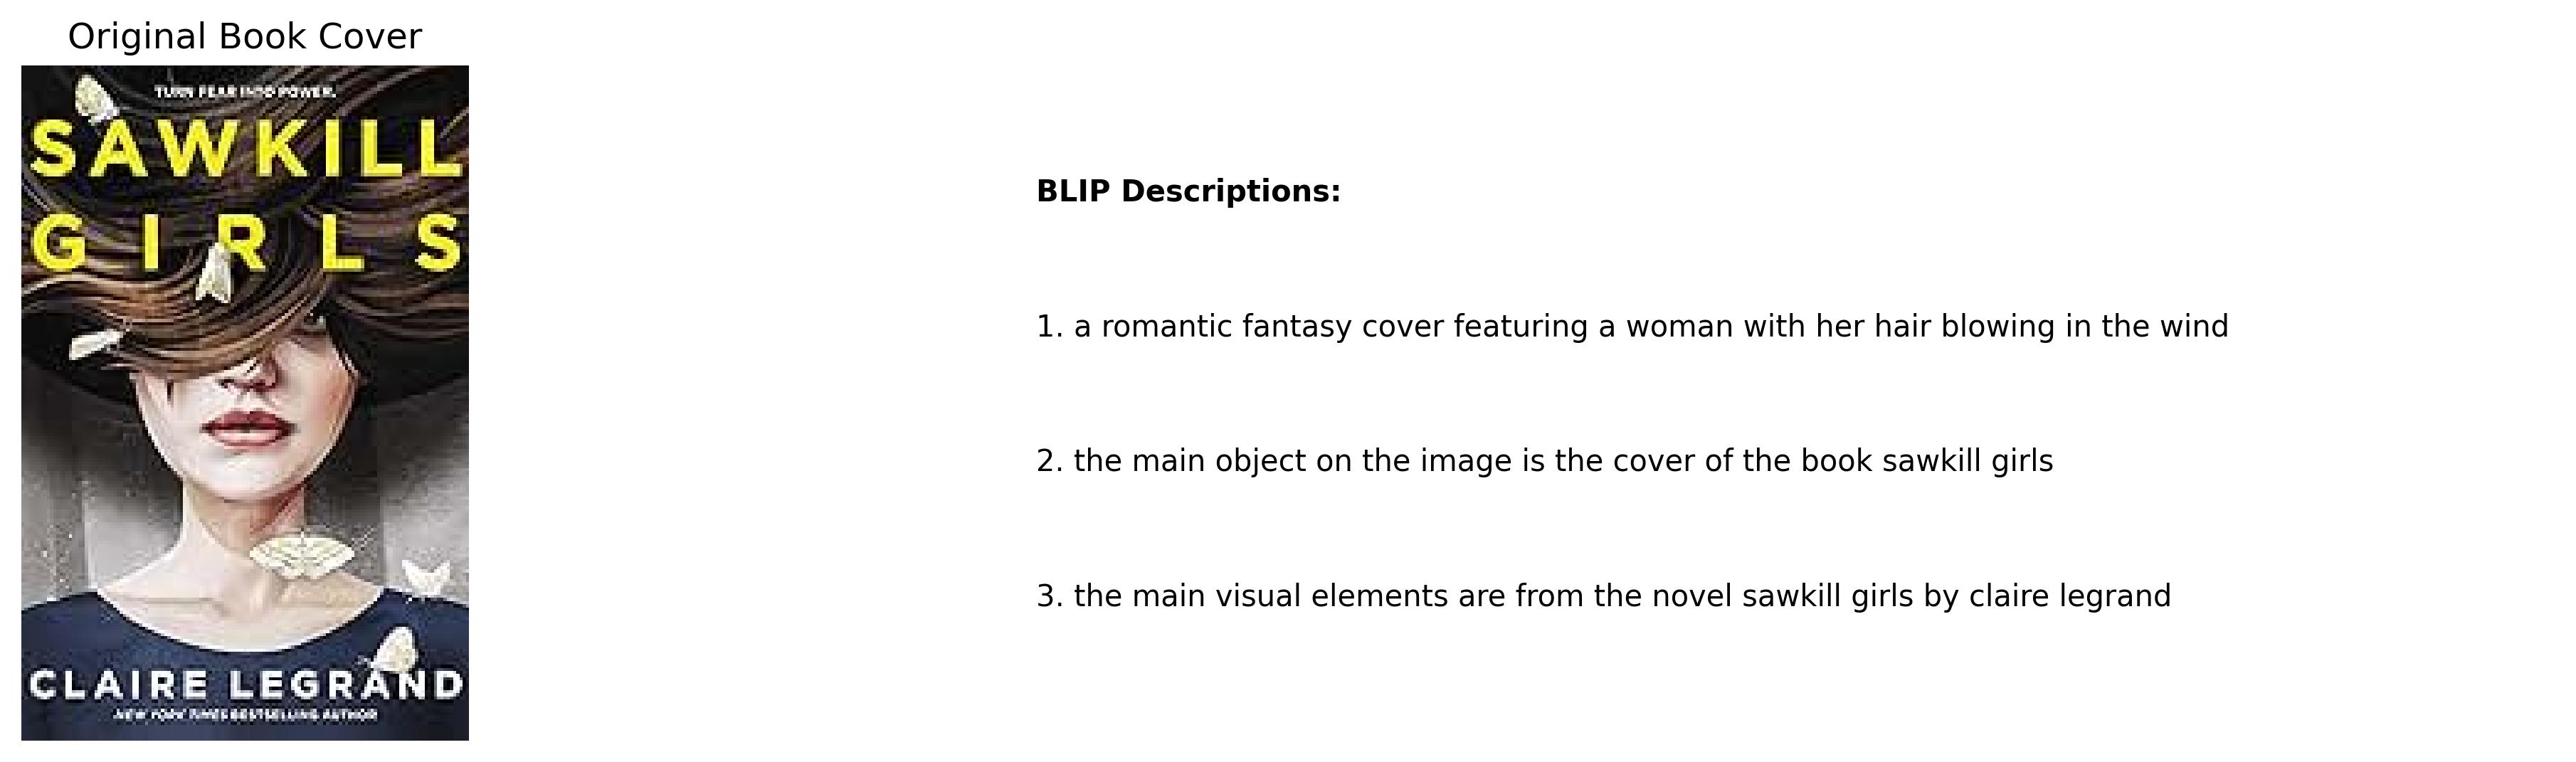 Original Book Cover
TURN FEAR INTO POWER.
SAWKILL
GIRLS
CLAIRE LEGRAND
NEW YORK TIMES BESTSELLING AUTHOR
BLIP Descriptions:
1. a romantic fantasy cover featuring a woman with her hair blowing in the wind
2. the main object on the image is the cover of the book sawkill girls
3. the main visual elements are from the novel sawkill girls by claire legrand